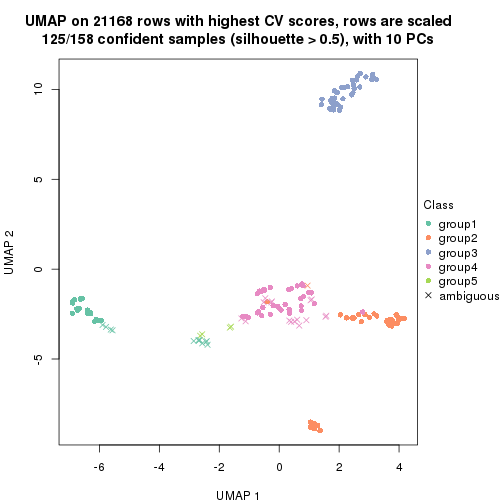 UMAP on 21168 rows with highest CV scores, rows are scaled
125/158 confident samples (silhouette > 0.5), with 10 PCs
10
5
0
-5
UMAP 2
-6
-4
-2
0
2
4
UMAP 1
Class
group1
group2
group3
group4
group5
ambiguous